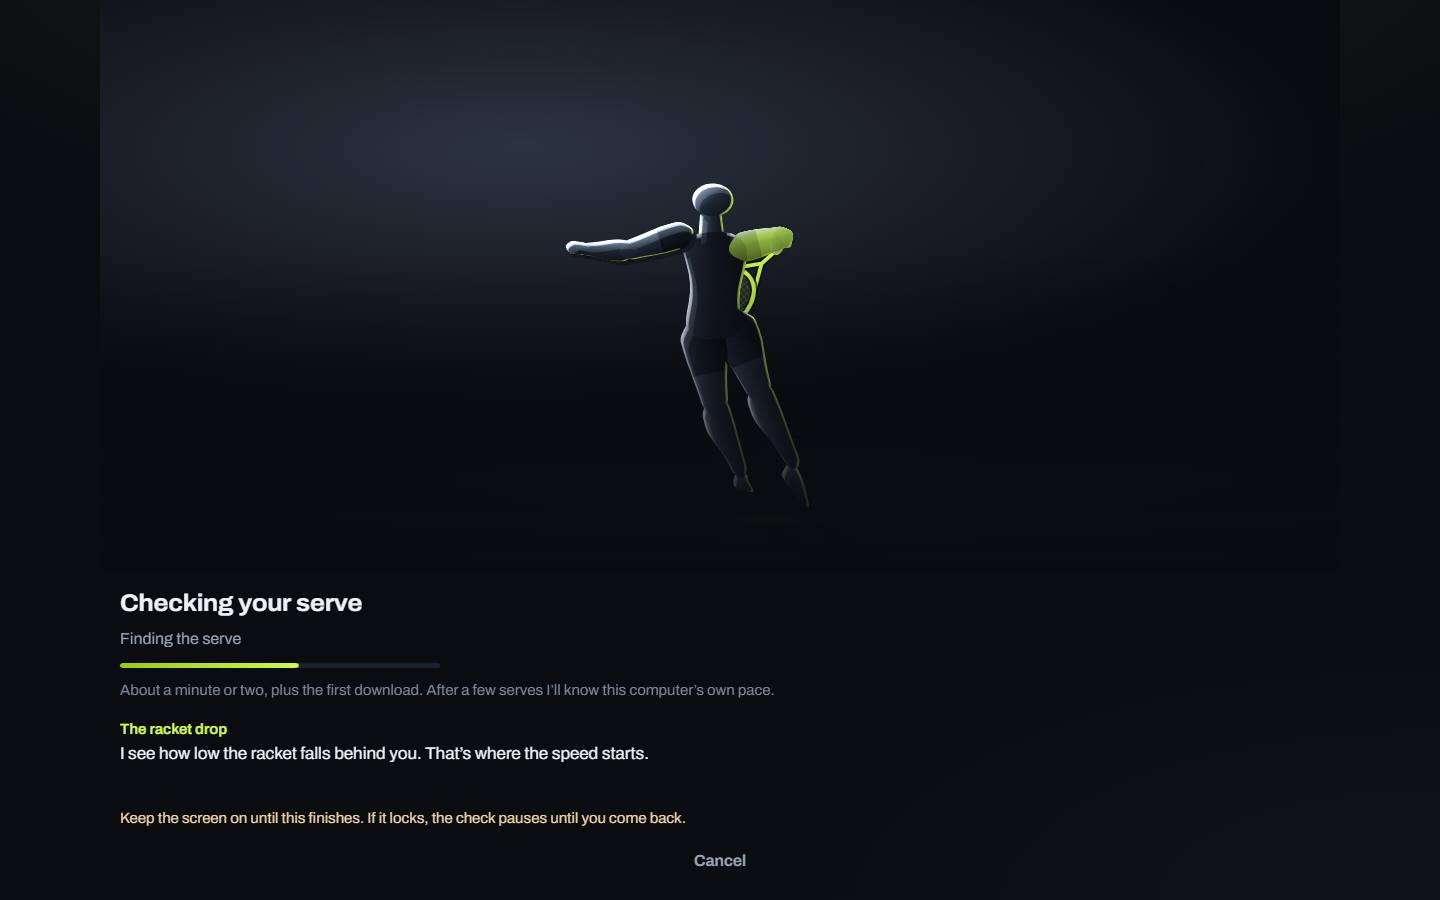 Checking your serve
Finding the serve
About a minute or two, plus the first download. After a few serves I’ll know this computer’s own pace.
The racket drop
I see how low the racket falls behind you. That’s where the speed starts.
Keep the screen on until this finishes. If it locks, the check pauses until you come back.
Cancel